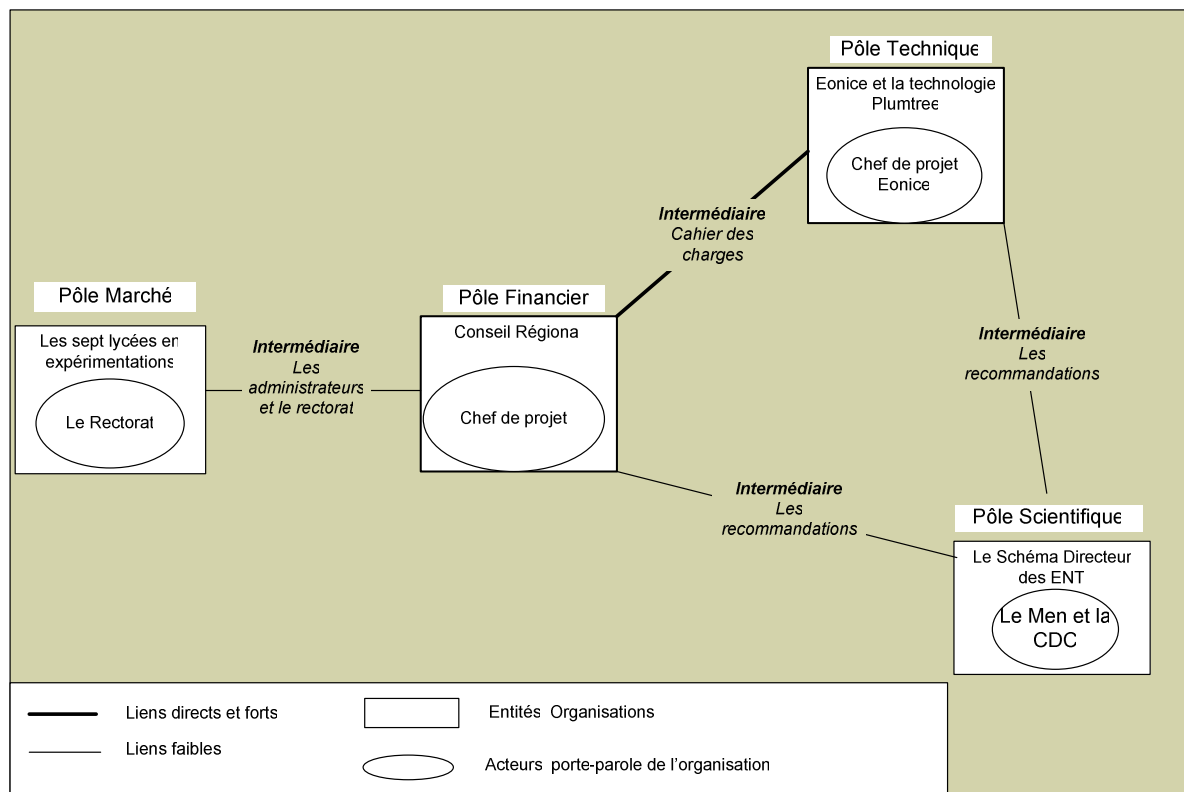 Pôle Technique
Eonice et la technologie
Plumtree
Chef de projet
Eonice
Intermédiaire
Cahier des
charges
Pôle Marché
Les sept lycées en
expérimentations
Le Rectorat
Intermédiaire
Les
administrateurs
et le rectorat
Pôle Financier
Conseil Régiona
Chef de projet
Intermédiaire
Les
recommandations
Intermédiaire
Les
recommandations
Pôle Scientifique
Le Schéma Directeur
des ENT
Le Men et la
CDC
Liens directs et forts
Liens faibles
Entités Organisations
Acteurs porte-parole de l'organisation